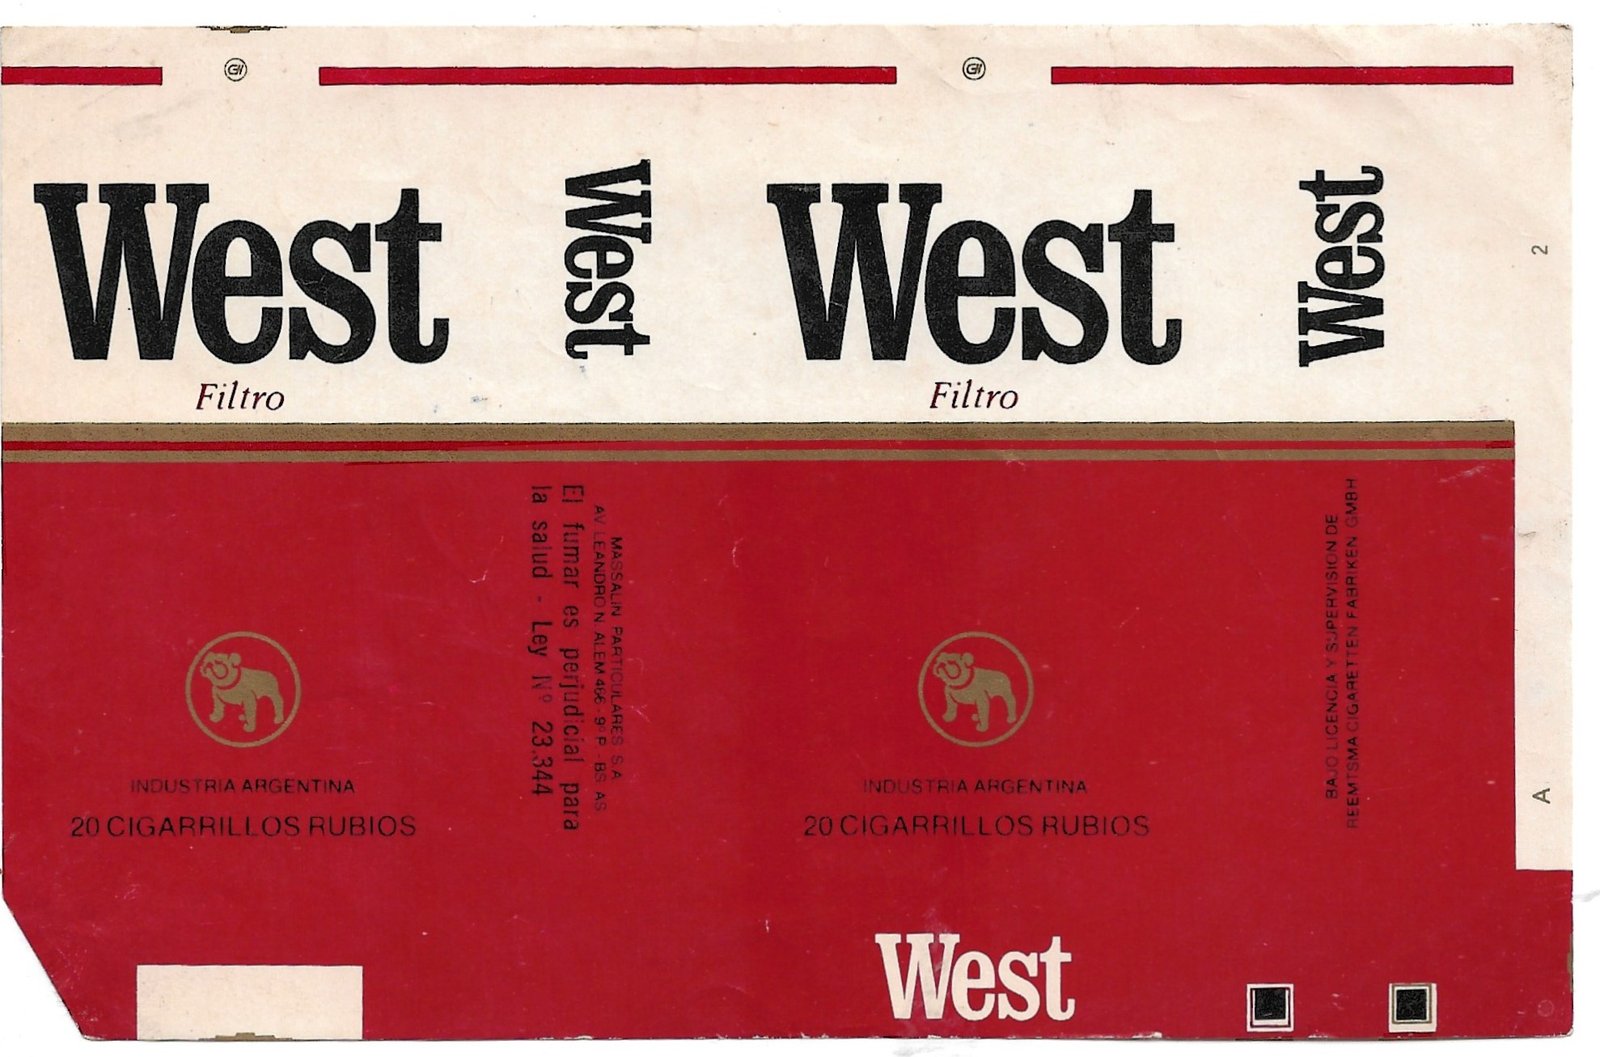 West
Filtro
West
West
Filtro
West
2
MASSALIN PARTICULARES S.A.
AV. LEANDRO N. ALEM 466 - 9º P - BS AS
El fumar es perjudicial para
la salud - Ley Nº 23.344
BAJO LICENCIA Y SUPERVISION DE
REEMTSMA CIGARETTEN FABRIKEN GMBH
INDUSTRIA ARGENTINA
20 CIGARRILLOS RUBIOS
INDUSTRIA ARGENTINA
20 CIGARRILLOS RUBIOS
A
West